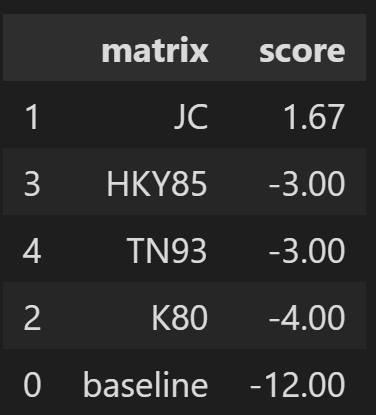 matrix score
1 JC 1.67
3 HKY85 -3.00
4 TN93 -3.00
2 K80 -4.00
0 baseline -12.00